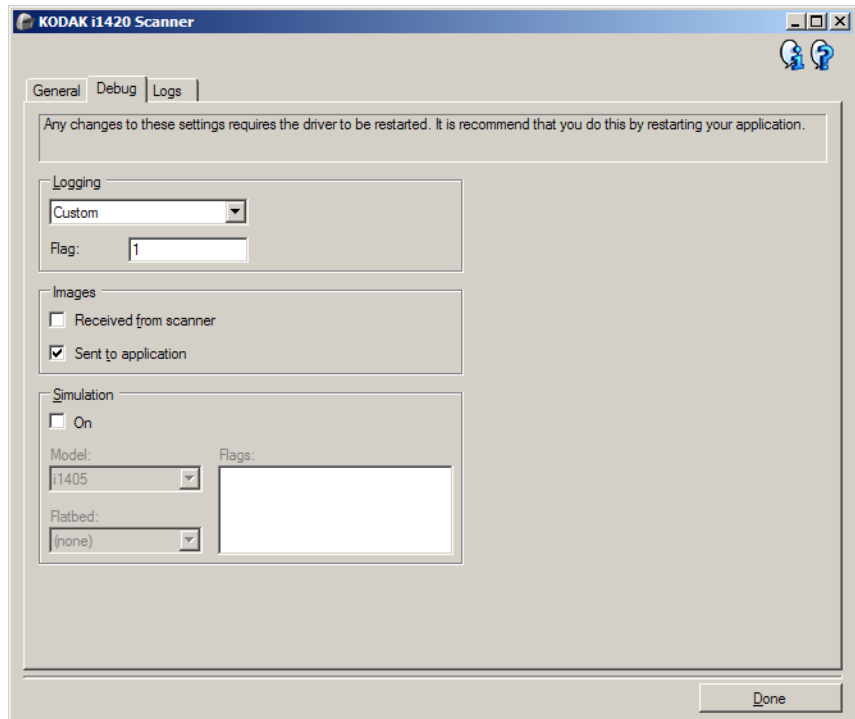 KODAK i1420 Scanner
General Debug Logs
Any changes to these settings requires the driver to be restarted. It is recommend that you do this by restarting your application.
Logging
Custom
Flag: 1
Images
Received from scanner
Sent to application
Simulation
On
Model: Flags:
i1405
Flatbed:
(none)
Done